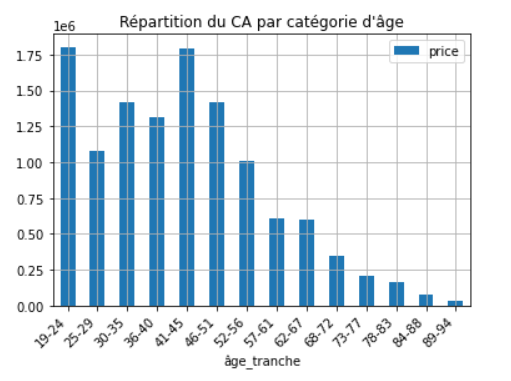 Répartition du CA par catégorie d'âge
1e6
price
1.75
1.50
1.25
1.00
0.75
0.50
0.25
0.00
19-24 25-29 30-35 36-40 41-45 46-51 52-56 57-61 62-67 68-72 73-77 78-83 84-88 89-94
âge_tranche